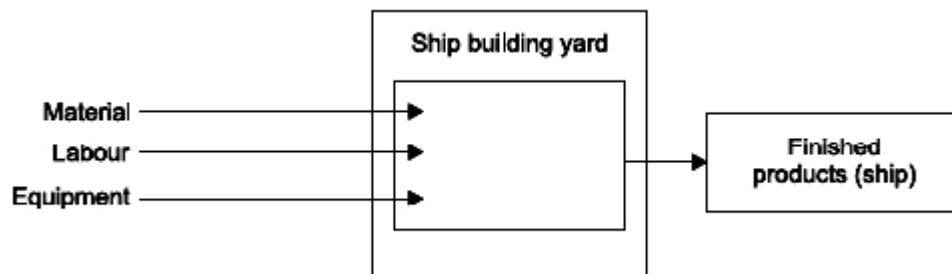 Ship building yard
Material
Labour
Equipment
Finished
products (ship)